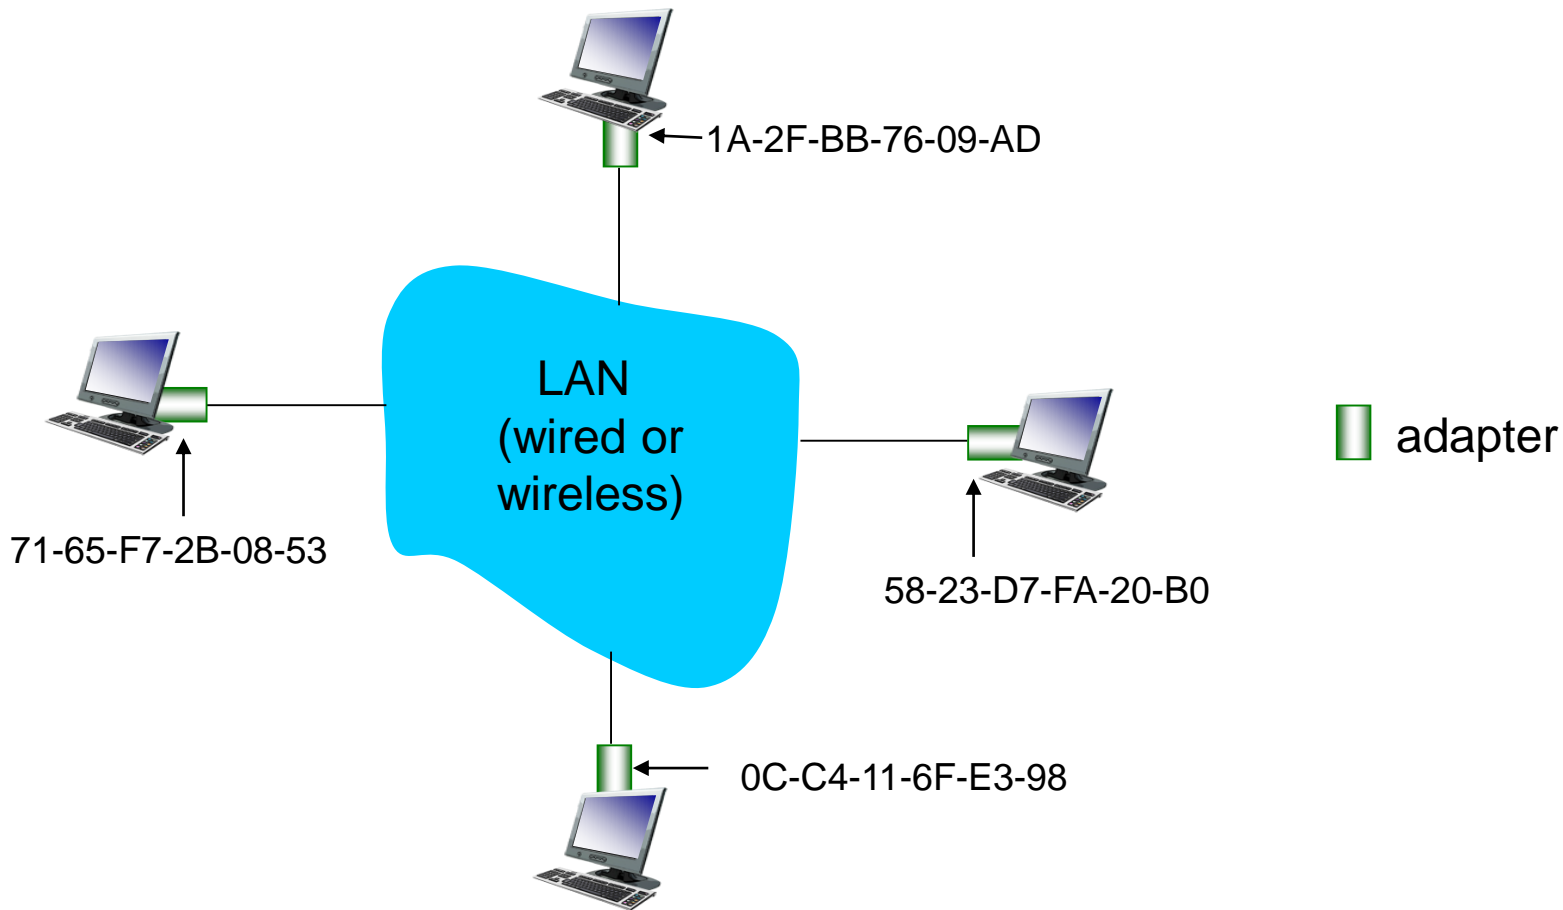 1A-2F-BB-76-09-AD
LAN
(wired or
wireless)
adapter
71-65-F7-2B-08-53
58-23-D7-FA-20-B0
0C-C4-11-6F-E3-98